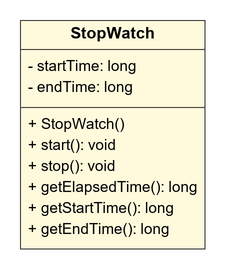 StopWatch
- startTime: long
- endTime: long
+ StopWatch()
+ start(): void
+ stop(): void
+ getElapsedTime(): long
+ getStartTime(): long
+ getEndTime(): long